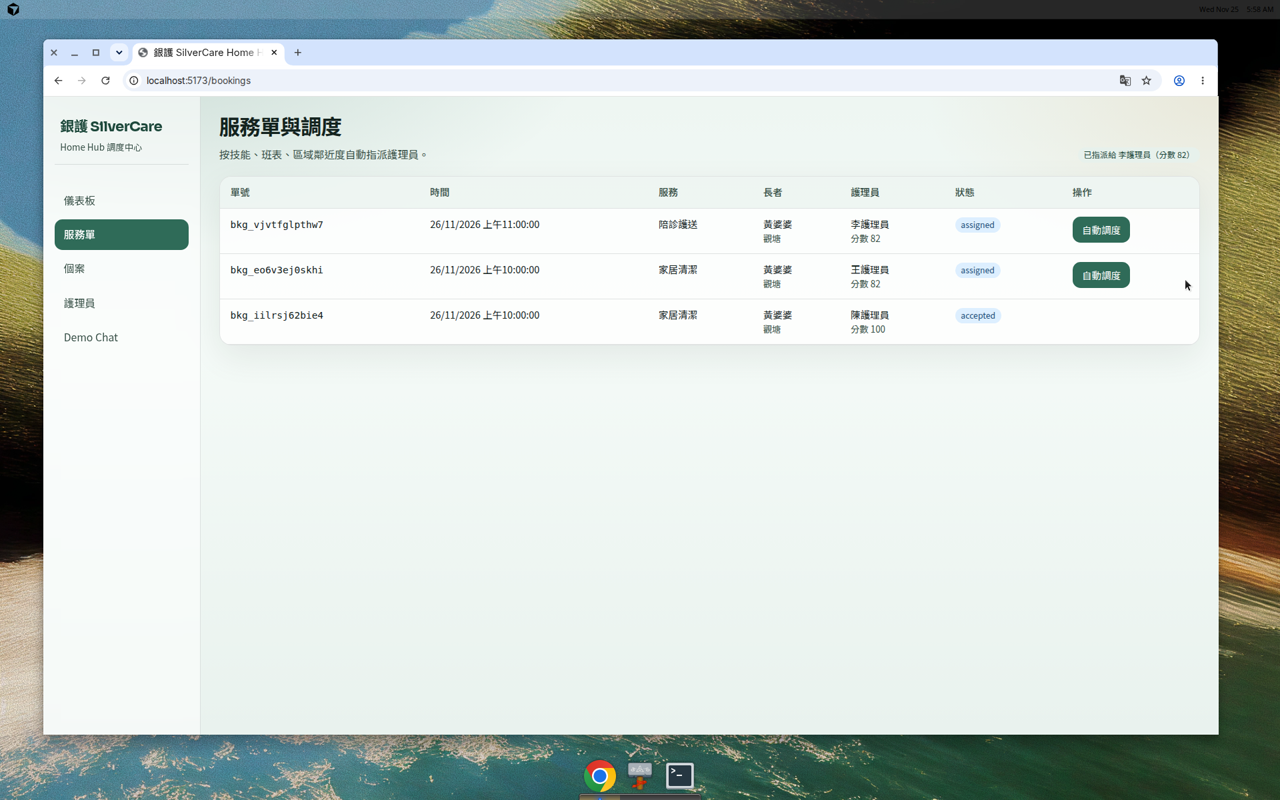 Wed Nov 25 5:58 AM
銀護 SilverCare Home H
localhost:5173/bookings
銀護 SilverCare
Home Hub 調度中心
儀表板
服務單
個案
護理員
Demo Chat
服務單與調度
按技能、班表、區域鄰近度自動指派護理員。
已指派給 李護理員（分數 82）
單號 時間 服務 長者 護理員 狀態 操作
bkg_vjvtfglpthw7 26/11/2026 上午11:00:00 陪診護送 黃婆婆 李護理員 assigned 自動調度
觀塘 分數 82
bkg_eo6v3ej0skhi 26/11/2026 上午10:00:00 家居清潔 黃婆婆 王護理員 assigned 自動調度
觀塘 分數 82
bkg_iilrsj62bie4 26/11/2026 上午10:00:00 家居清潔 黃婆婆 陳護理員 accepted
觀塘 分數 100